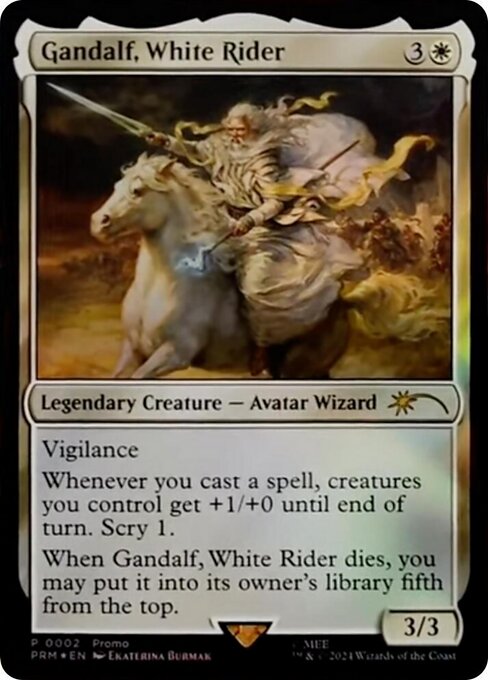 Gandalf, White Rider 3
Legendary Creature — Avatar Wizard
Vigilance
Whenever you cast a spell, creatures
you control get +1/+0 until end of
turn. Scry 1.
When Gandalf, White Rider dies, you
may put it into its owner's library fifth
from the top.
3/3
P 0002 Promo
PRM★EN Ekaterina Burmak
MEE
™ & 2024 Wizards of the Coast